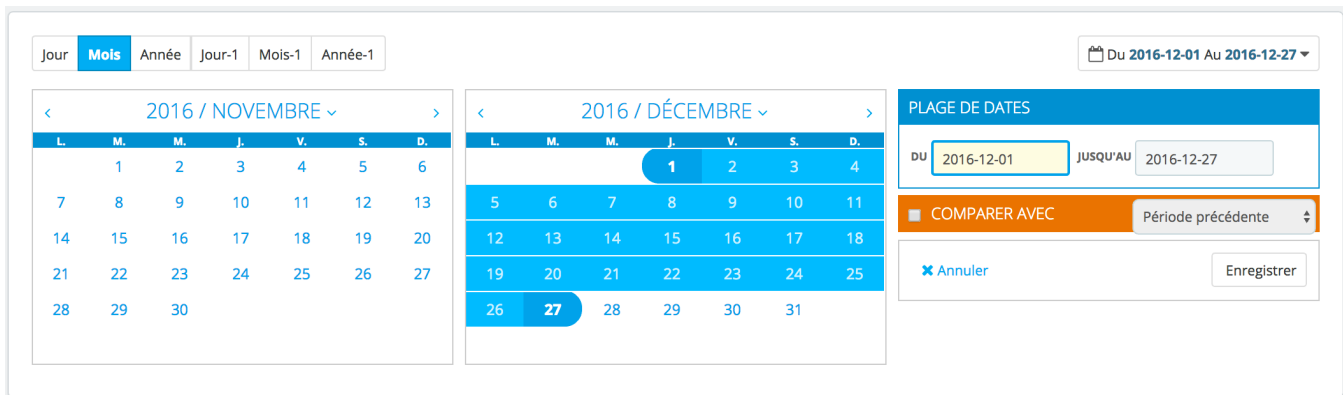 Jour Mois Année Jour-1 Mois-1 Année-1
Du 2016-12-01 Au 2016-12-27
2016 / NOVEMBRE
L. M. M. J. V. S. D.
1 2 3 4 5 6
7 8 9 10 11 12 13
14 15 16 17 18 19 20
21 22 23 24 25 26 27
28 29 30
2016 / DÉCEMBRE
L. M. M. J. V. S. D.
1 2 3 4
5 6 7 8 9 10 11
12 13 14 15 16 17 18
19 20 21 22 23 24 25
26 27 28 29 30 31
PLAGE DE DATES
DU 2016-12-01 JUSQU'AU 2016-12-27
COMPARER AVEC Période précédente
Annuler Enregistrer